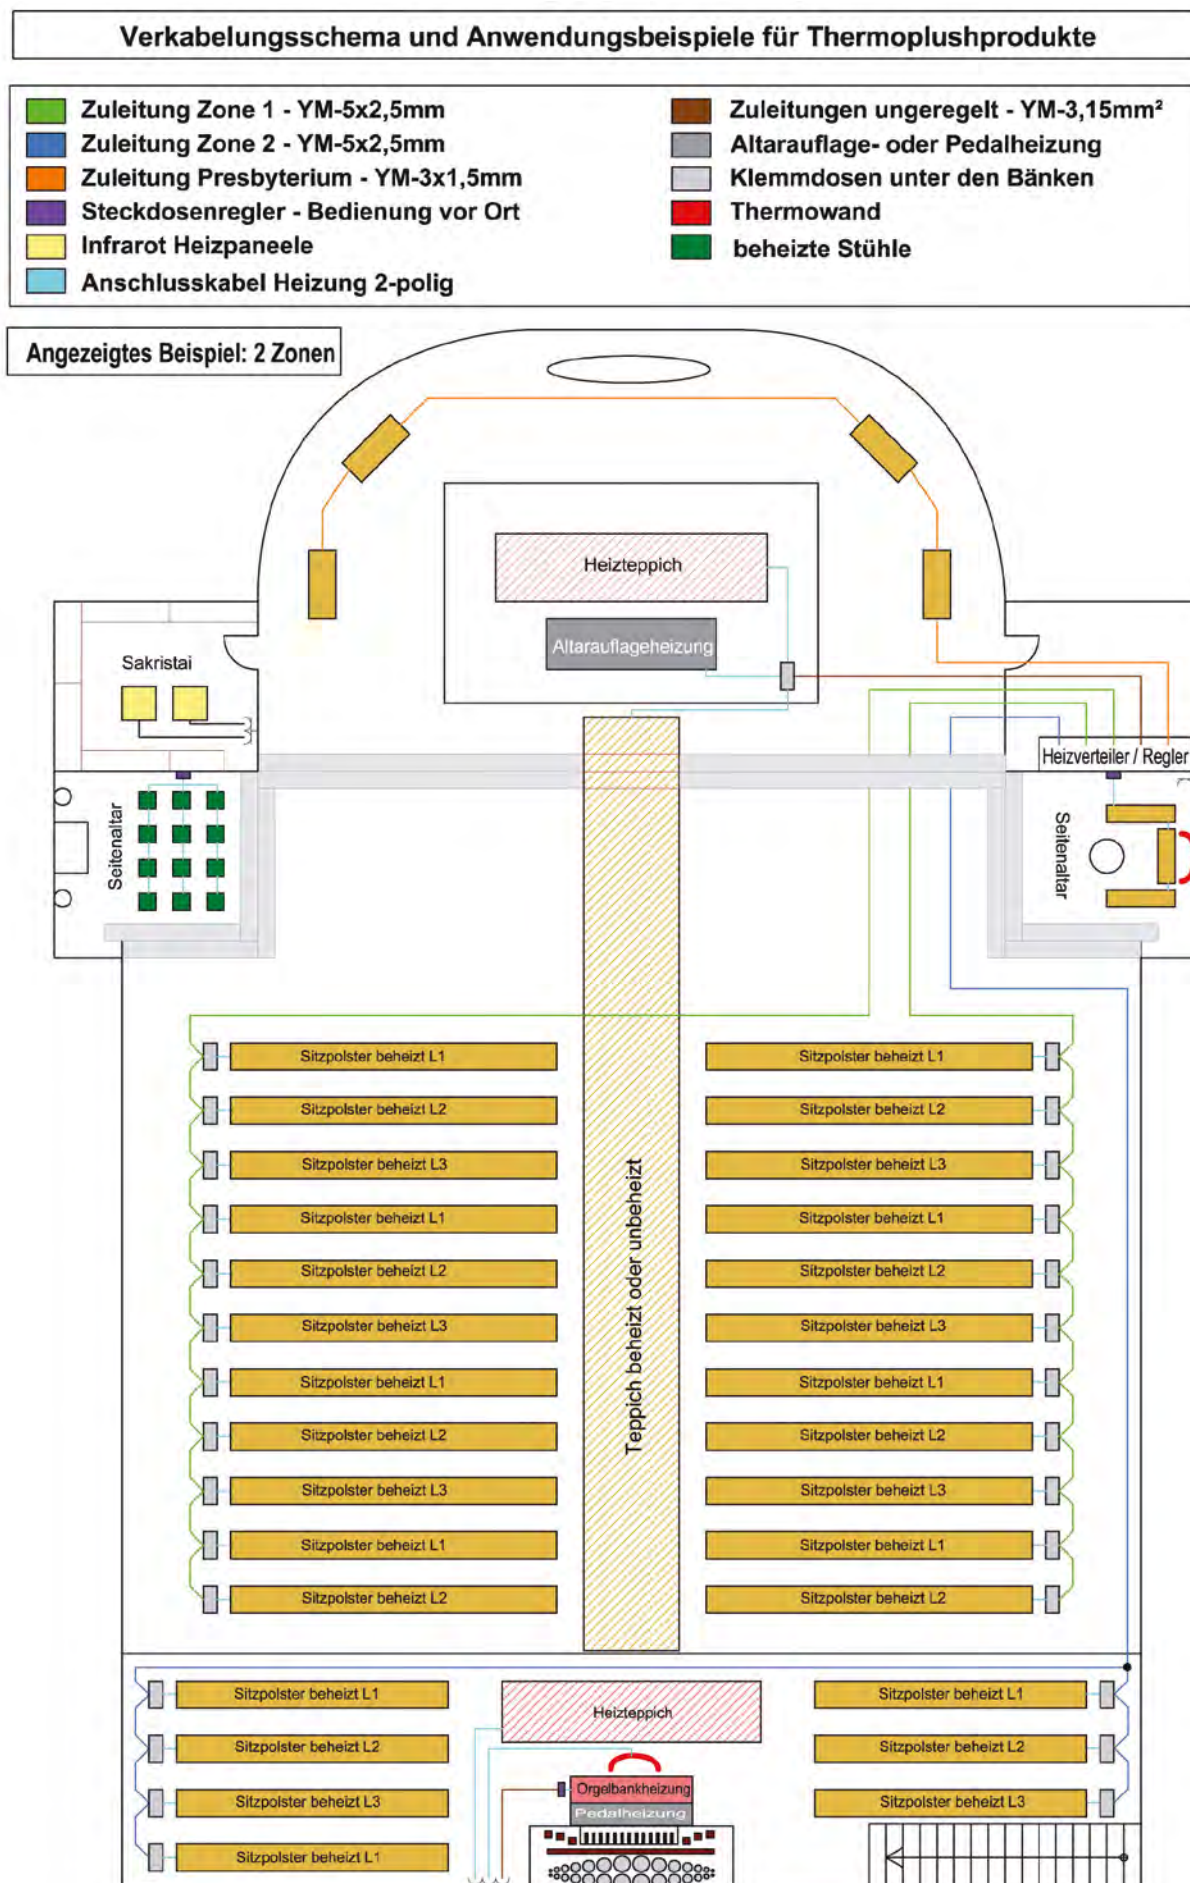 Verkabelungsschema und Anwendungsbeispiele für Thermoplushprodukte
Zuleitung Zone 1 - YM-5x2,5mm
Zuleitung Zone 2 - YM-5x2,5mm
Zuleitung Presbyterium - YM-3x1,5mm
Steckdosenregler - Bedienung vor Ort
Infrarot Heizpaneele
Anschlusskabel Heizung 2-polig
Zuleitungen ungeregelt - YM-3,15mm²
Altarauflage- oder Pedalheizung
Klemmdosen unter den Bänken
Thermowand
beheizte Stühle
Angezeigtes Beispiel: 2 Zonen
Heizteppich
Altarauflageheizung
Sakristai
Heizverteiler / Regler
Seitenaltar
Seitenaltar
Sitzpolster beheizt L1
Sitzpolster beheizt L1
Sitzpolster beheizt L2
Sitzpolster beheizt L2
Sitzpolster beheizt L3
Sitzpolster beheizt L3
Sitzpolster beheizt L1
Sitzpolster beheizt L1
Sitzpolster beheizt L2
Sitzpolster beheizt L2
Sitzpolster beheizt L3
Sitzpolster beheizt L3
Sitzpolster beheizt L1
Sitzpolster beheizt L1
Sitzpolster beheizt L2
Sitzpolster beheizt L2
Sitzpolster beheizt L3
Sitzpolster beheizt L3
Sitzpolster beheizt L1
Sitzpolster beheizt L1
Sitzpolster beheizt L2
Sitzpolster beheizt L2
Teppich beheizt oder unbeheizt
Sitzpolster beheizt L1
Heizteppich
Sitzpolster beheizt L1
Sitzpolster beheizt L2
Sitzpolster beheizt L2
Sitzpolster beheizt L3
Orgelbankheizung
Pedalheizung
Sitzpolster beheizt L3
Sitzpolster beheizt L1